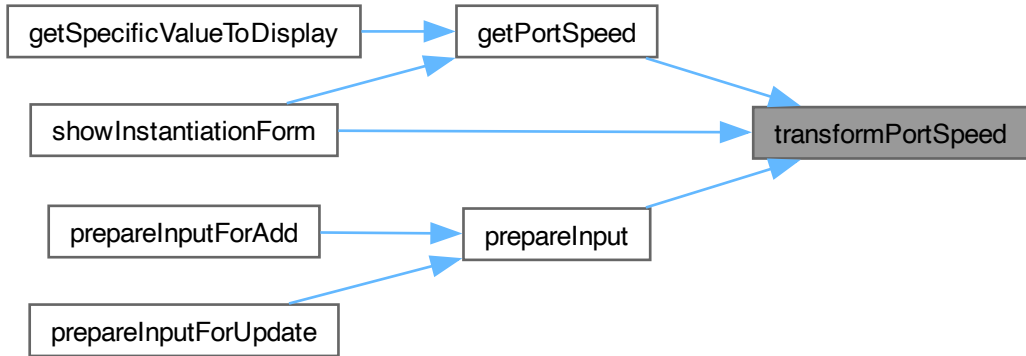 getSpecificValueToDisplay
getPortSpeed
showInstantiationForm
transformPortSpeed
prepareInputForAdd
prepareInput
prepareInputForUpdate